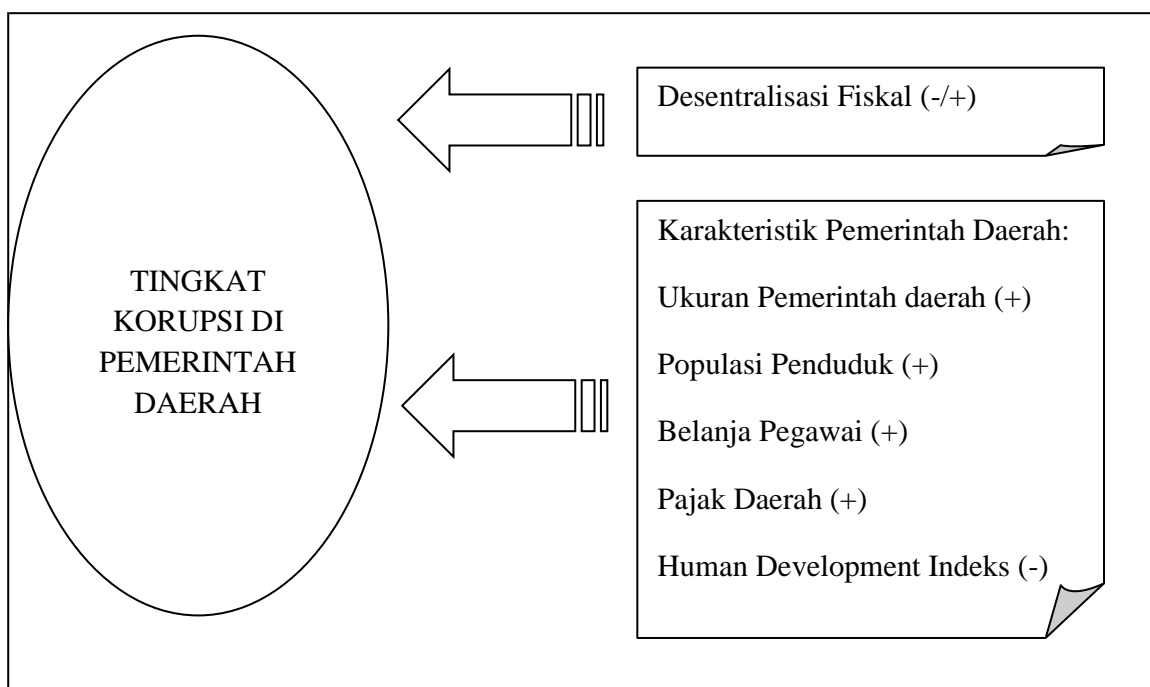 TINGKAT
KORUPSI DI
PEMERINTAH
DAERAH
Desentralisasi Fiskal (-/+)
Karakteristik Pemerintah Daerah:
Ukuran Pemerintah daerah (+)
Populasi Penduduk (+)
Belanja Pegawai (+)
Pajak Daerah (+)
Human Development Indeks (-)